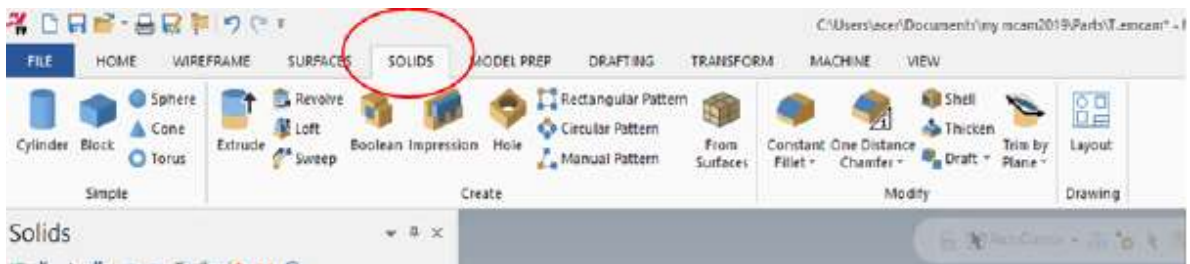 C:\Users\acer\Documents\my mcam2019\Parts\T.emcam* -
FILE HOME WIREFRAME SURFACES SOLIDS MODEL PREP DRAFTING TRANSFORM MACHINE VIEW
Cylinder Block Sphere Cone Torus
Simple
Extrude Revolve Loft Sweep Boolean Impression Hole Rectangular Pattern Circular Pattern Manual Pattern From Surfaces
Create
Constant Fillet One Distance Chamfer Shell Thicken Draft Trim by Plane
Modify
Layout
Drawing
Solids